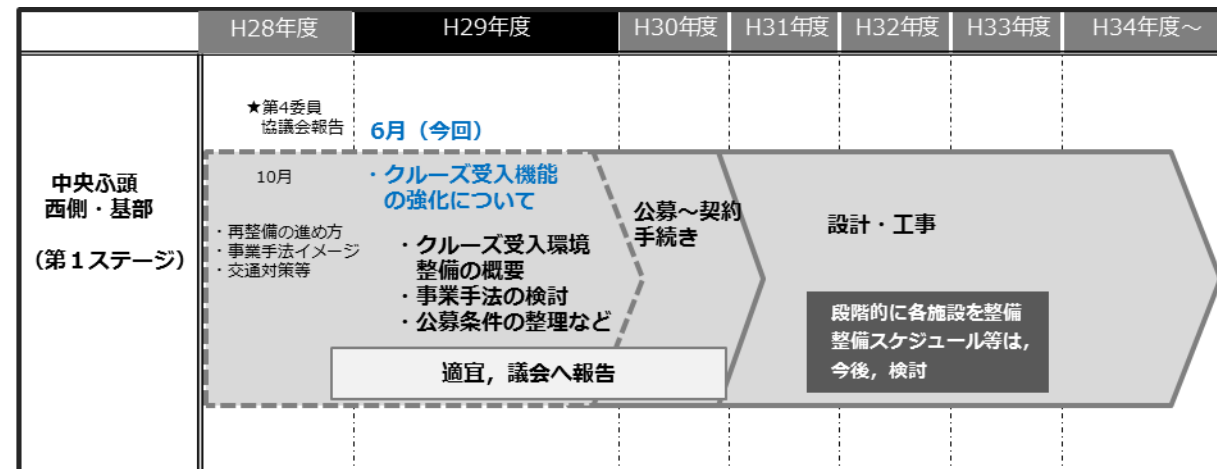 H28年度
H29年度
H30年度
H31年度
H32年度
H33年度
H34年度～
中央ふ頭
西側・基部
（第１ステージ）
★第4委員
協議会報告
10月
・再整備の進め方
・事業手法イメージ
・交通対策等
6月（今回）
・クルーズ受入機能
の強化について
・クルーズ受入環境
整備の概要
・事業手法の検討
・公募条件の整理など
公募～契約
手続き
設計・工事
段階的に各施設を整備
整備スケジュール等は，
今後，検討
適宜，議会へ報告